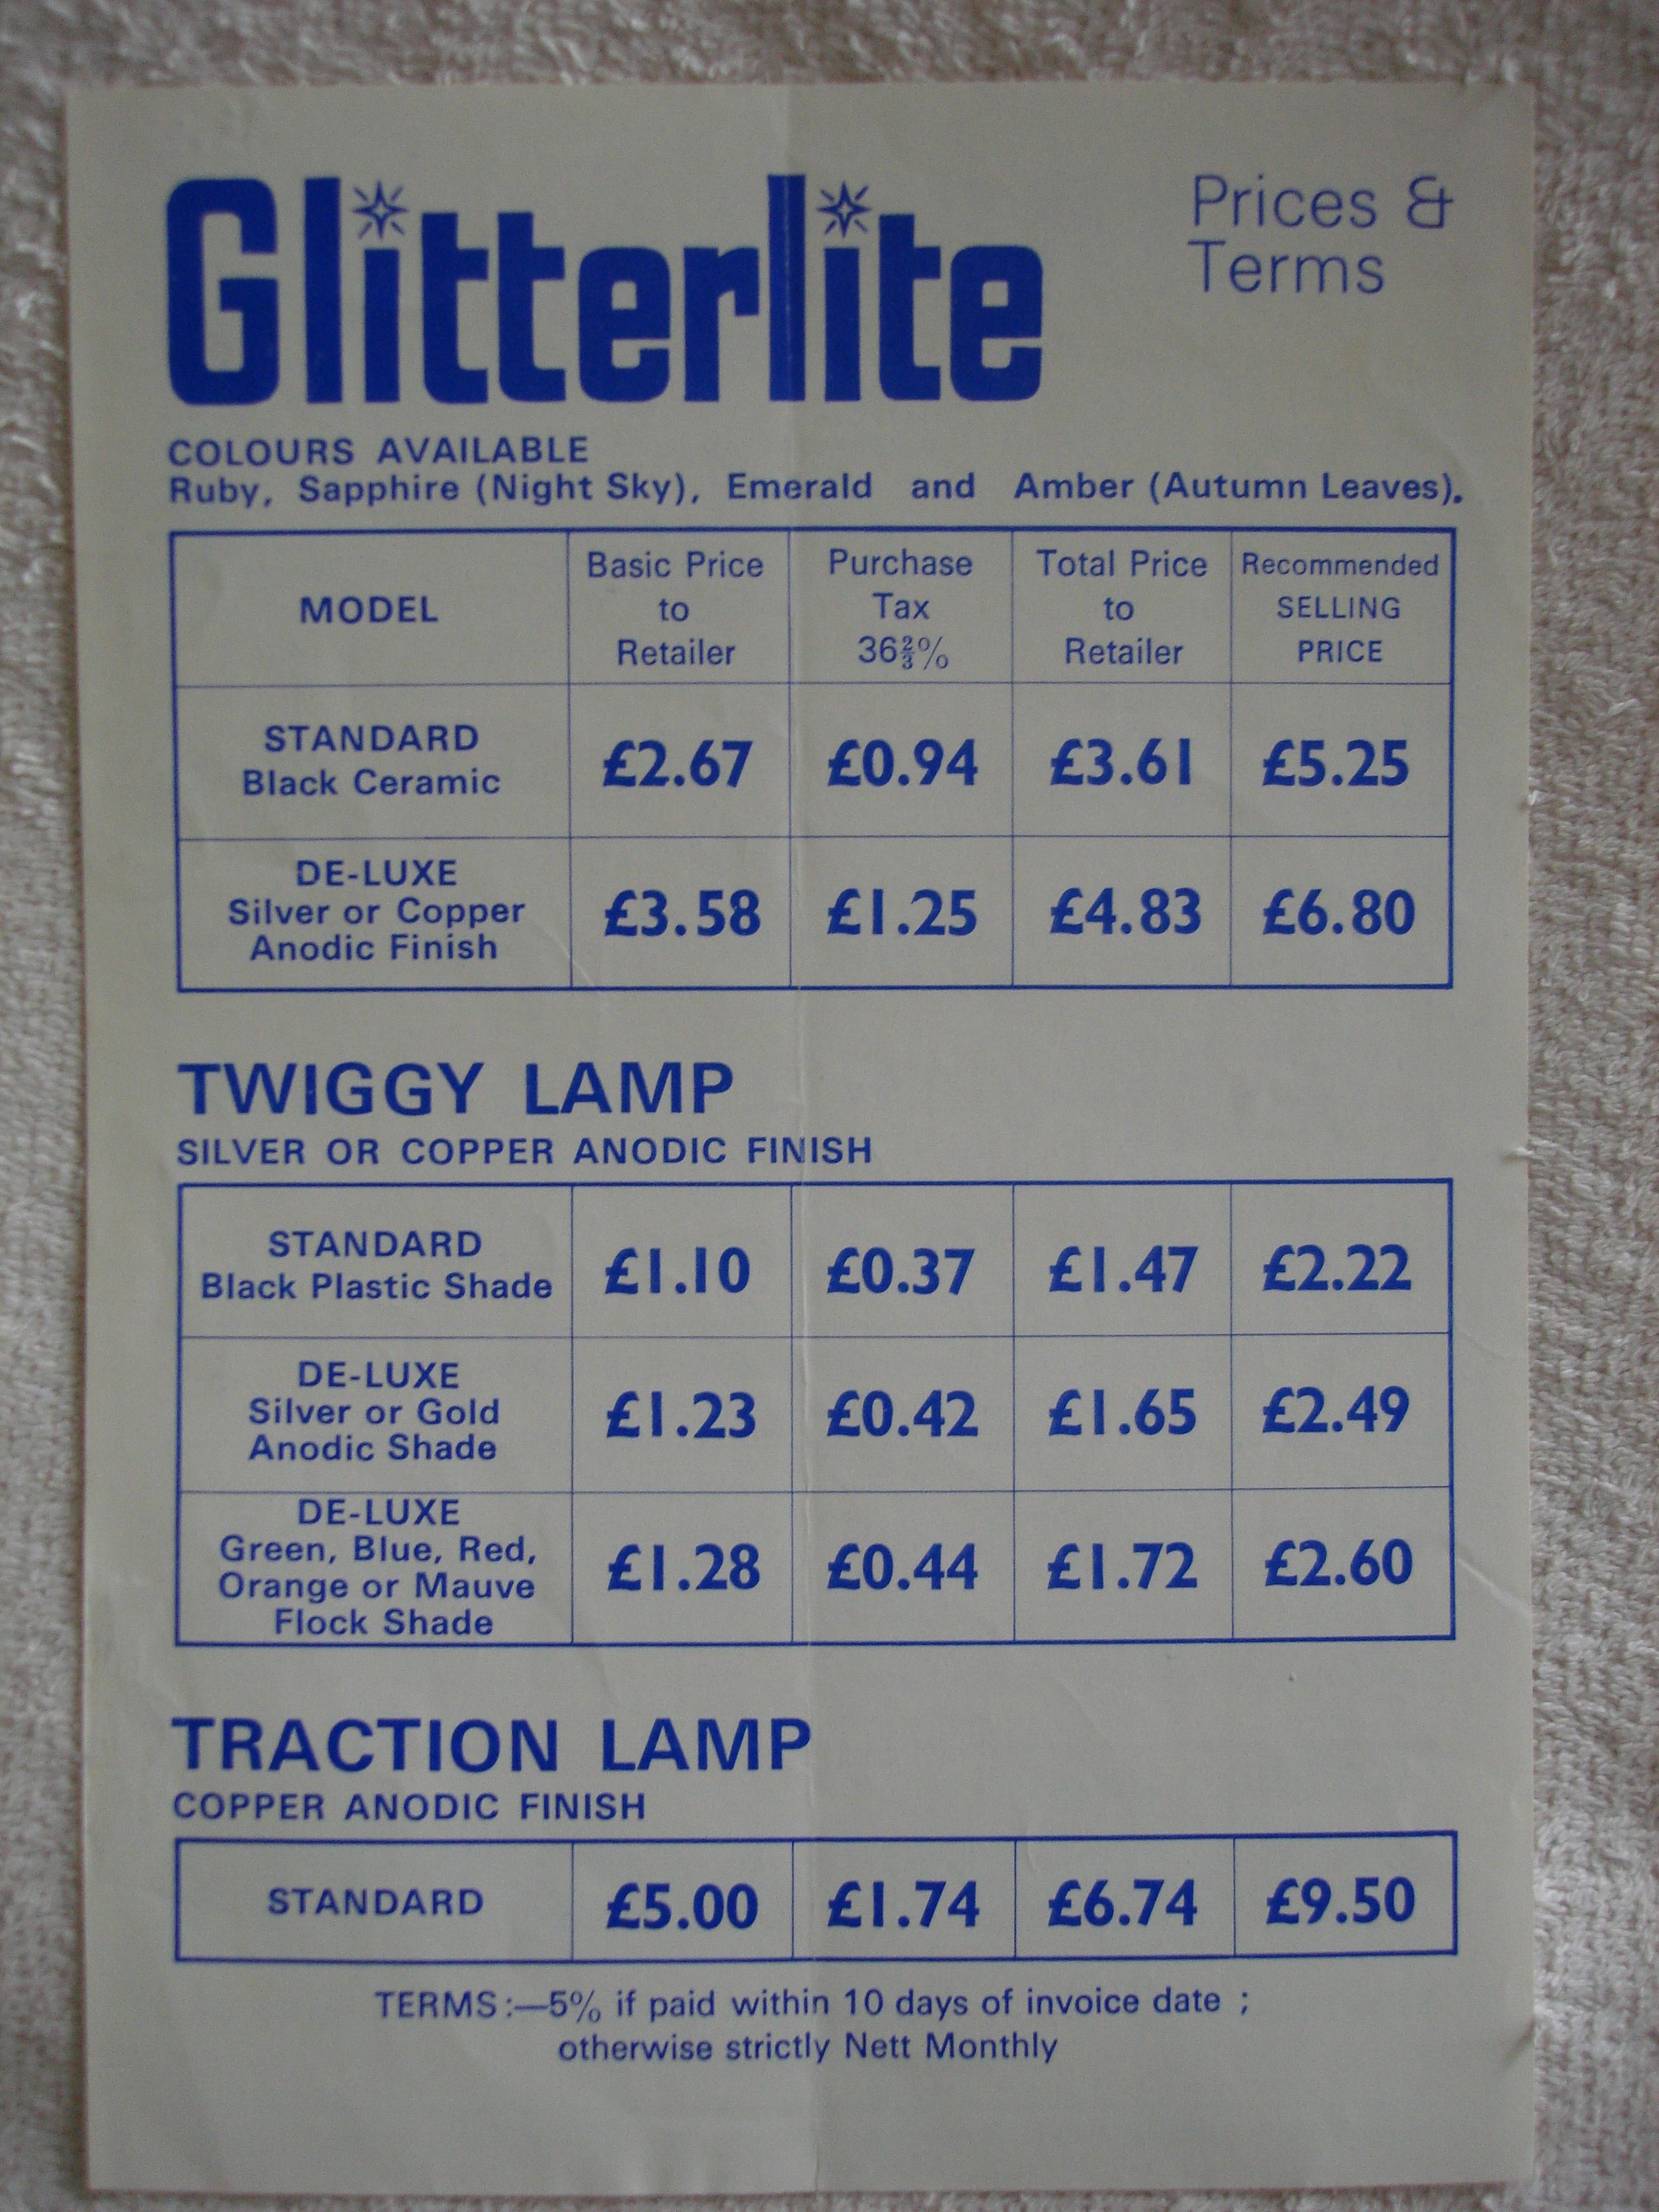 Glitterlite
Prices &
Terms
COLOURS AVAILABLE
Ruby, Sapphire (Night Sky), Emerald and Amber (Autumn Leaves).
MODEL
Basic Price
to
Retailer
Purchase
Tax
36⅔%
Total Price
to
Retailer
Recommended
SELLING
PRICE
STANDARD
Black Ceramic
£2.67 £0.94 £3.61 £5.25
DE-LUXE
Silver or Copper
Anodic Finish
£3.58 £1.25 £4.83 £6.80
TWIGGY LAMP
SILVER OR COPPER ANODIC FINISH
STANDARD
Black Plastic Shade
£1.10 £0.37 £1.47 £2.22
DE-LUXE
Silver or Gold
Anodic Shade
£1.23 £0.42 £1.65 £2.49
DE-LUXE
Green, Blue, Red,
Orange or Mauve
Flock Shade
£1.28 £0.44 £1.72 £2.60
TRACTION LAMP
COPPER ANODIC FINISH
STANDARD £5.00 £1.74 £6.74 £9.50
TERMS :—5% if paid within 10 days of invoice date ;
otherwise strictly Nett Monthly